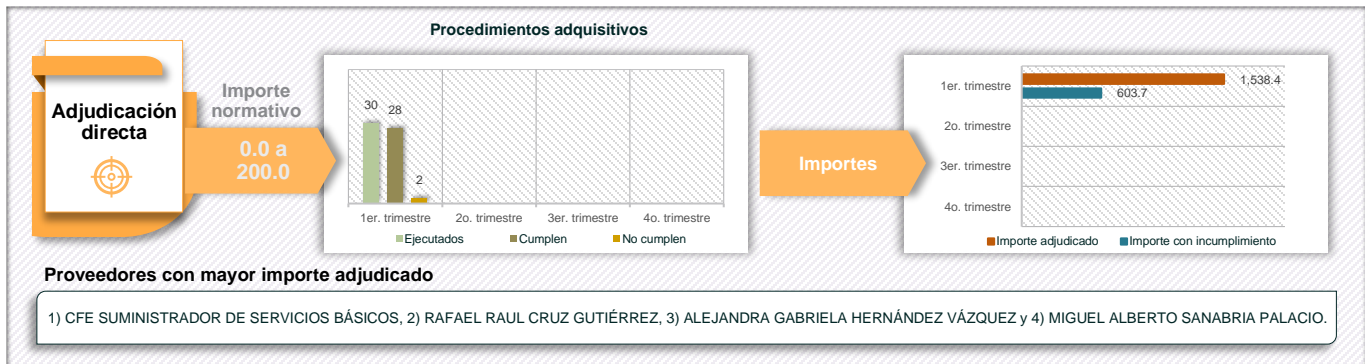 Procedimientos adquisitivos
Adjudicación
directa
Importe
normativo
0.0 a
200.0
30
28
2
1er. trimestre
2o. trimestre
3er. trimestre
4o. trimestre
Ejecutados
Cumplen
No cumplen
Importes
1er. trimestre
1,538.4
603.7
2o. trimestre
3er. trimestre
4o. trimestre
Importe adjudicado
Importe con incumplimiento
Proveedores con mayor importe adjudicado
1) CFE SUMINISTRADOR DE SERVICIOS BÁSICOS, 2) RAFAEL RAUL CRUZ GUTIÉRREZ, 3) ALEJANDRA GABRIELA HERNÁNDEZ VÁZQUEZ y 4) MIGUEL ALBERTO SANABRIA PALACIO.